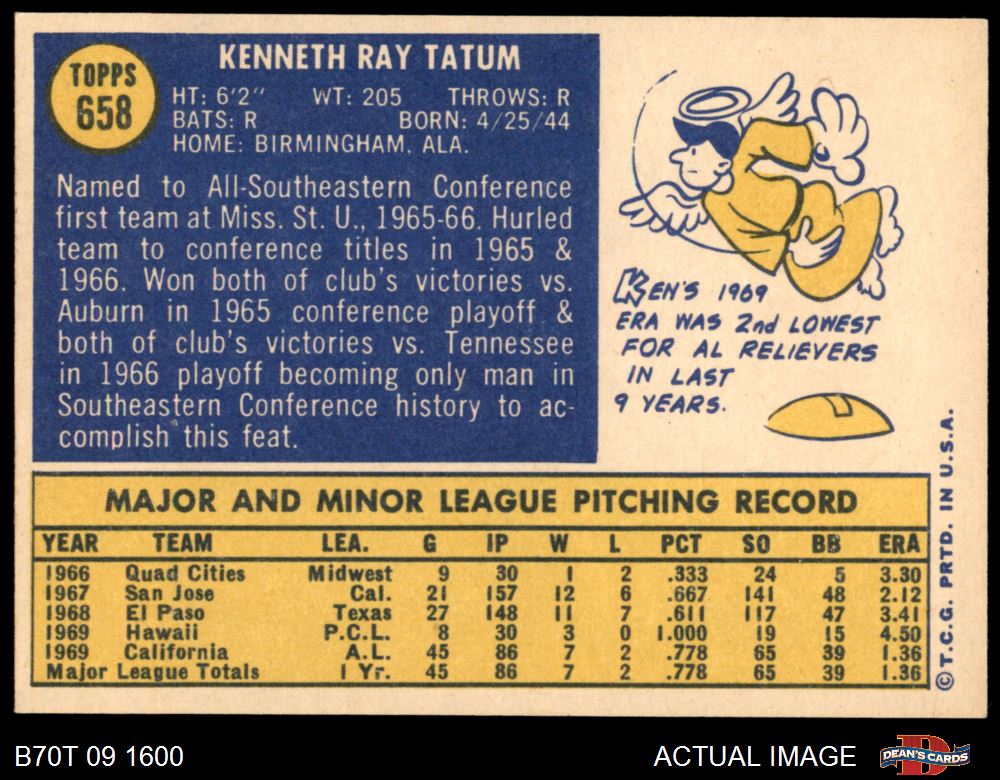 TOPPS
658
KENNETH RAY TATUM
HT: 6'2" WT: 205 THROWS: R
BATS: R BORN: 4/25/44
HOME: BIRMINGHAM, ALA.
Named to All-Southeastern Conference
first team at Miss. St. U., 1965-66. Hurled
team to conference titles in 1965 &
1966. Won both of club's victories vs.
Auburn in 1965 conference playoff &
both of club's victories vs. Tennessee
in 1966 playoff becoming only man in
Southeastern Conference history to ac-
complish this feat.
KEN'S 1969
ERA WAS 2nd LOWEST
FOR AL RELIEVERS
IN LAST
9 YEARS.
MAJOR AND MINOR LEAGUE PITCHING RECORD
YEAR TEAM LEA. G IP W L PCT SO BB ERA
1966 Quad Cities Midwest 9 30 1 2 .333 24 5 3.30
1967 San Jose Cal. 21 157 12 6 .667 141 48 2.12
1968 El Paso Texas 27 148 11 7 .611 117 47 3.41
1969 Hawaii P.C.L. 8 30 3 0 1.000 19 15 4.50
1969 California A.L. 45 86 7 2 .778 65 39 1.36
Major League Totals 1 Yr. 45 86 7 2 .778 65 39 1.36
©T.C.G. PRTD. IN U.S.A.
B70T 09 1600
ACTUAL IMAGE
DEAN'S CARDS